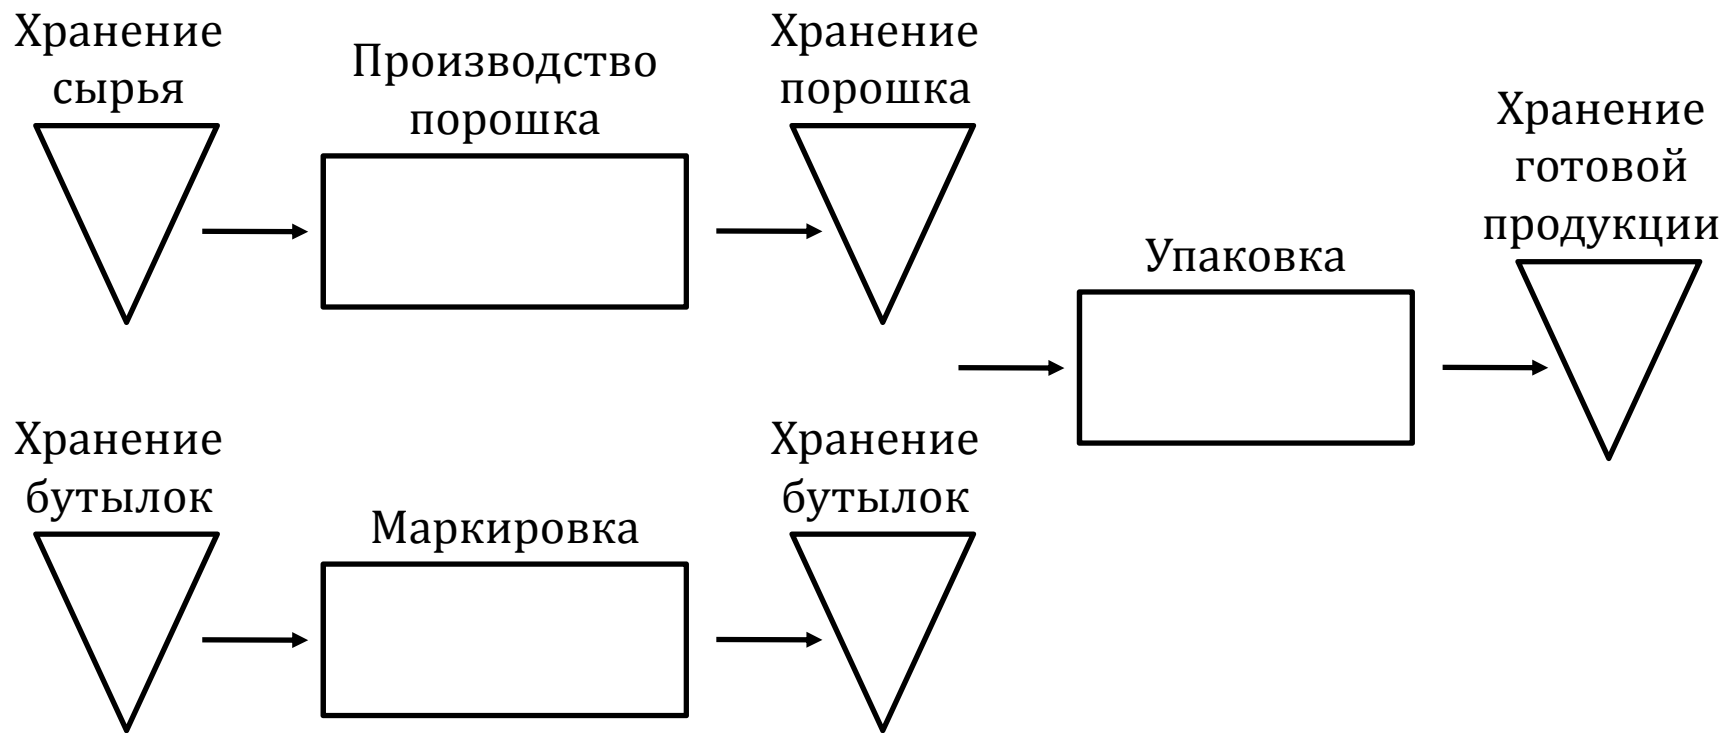 Хранение
сырья
Производство
порошка
Хранение
порошка
Хранение
готовой
продукции
Упаковка
Хранение
бутылок
Маркировка
Хранение
бутылок